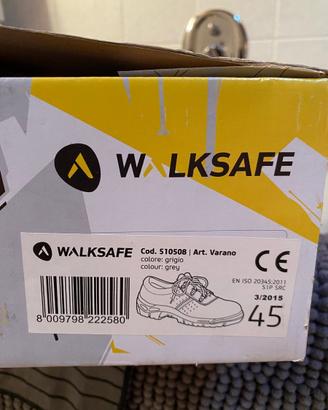 WALKSAFE
WALKSAFE
Cod. S10508 | Art. Varano
colore: grigio
colour: grey
CE
EN ISO 20345:2011
S1P SRC
3/2015
45
8 009798 222580